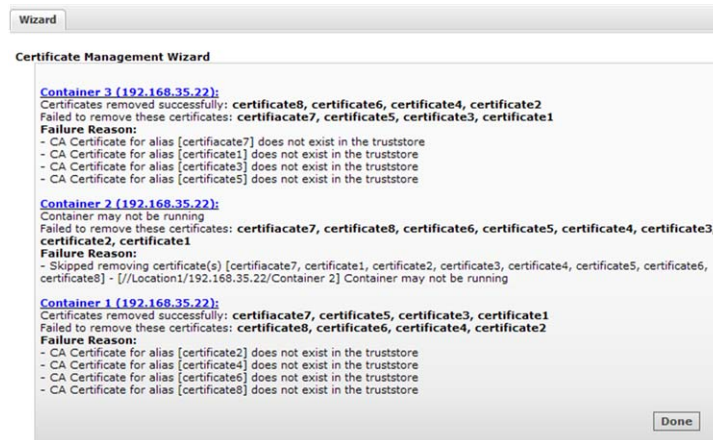 Wizard
Certificate Management Wizard
Container 3 (192.168.35.22):
Certificates removed successfully: certificate8, certificate6, certificate4, certificate2
Failed to remove these certificates: certifiacate7, certificate5, certificate3, certificate1
Failure Reason:
- CA Certificate for alias [certifiacate7] does not exist in the truststore
- CA Certificate for alias [certificate1] does not exist in the truststore
- CA Certificate for alias [certificate3] does not exist in the truststore
- CA Certificate for alias [certificate5] does not exist in the truststore
Container 2 (192.168.35.22):
Container may not be running
Failed to remove these certificates: certifiacate7, certificate8, certificate6, certificate5, certificate4, certificate3,
certificate2, certificate1
Failure Reason:
- Skipped removing certificate(s) [certifiacate7, certificate1, certificate2, certificate3, certificate4, certificate5, certificate6,
certificate8] - [//Location1/192.168.35.22/Container 2] Container may not be running
Container 1 (192.168.35.22):
Certificates removed successfully: certifiacate7, certificate5, certificate3, certificate1
Failed to remove these certificates: certificate8, certificate6, certificate4, certificate2
Failure Reason:
- CA Certificate for alias [certificate2] does not exist in the truststore
- CA Certificate for alias [certificate4] does not exist in the truststore
- CA Certificate for alias [certificate6] does not exist in the truststore
- CA Certificate for alias [certificate8] does not exist in the truststore
Done